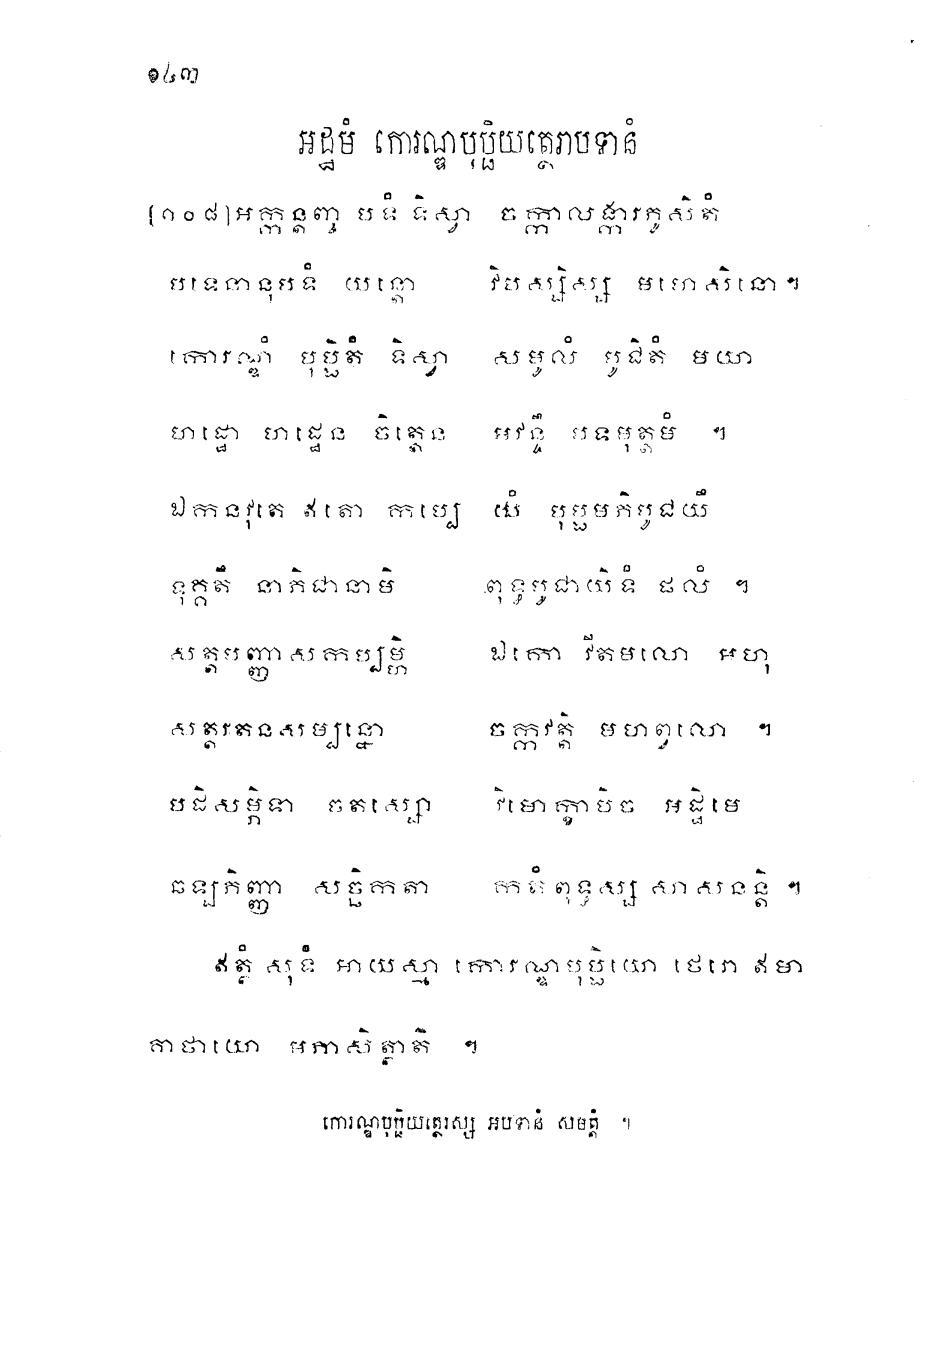 ១៤៣
អដ្ឋមំ កោរណ្ឌបុប្ផិយត្ថេរាបទានំ
[១០៨] អក្កន្តញ្ច បទំ ទិស្វា ចក្កាលង្ការភូសិតំ
បទេនានុបទំ យន្តោ វិបស្សិស្ស មហេសិនោ ។
កោរណ្ឌំ បុប្ផិតំ ទិស្វា សមូលំ បូជិតំ មយា
ហដ្ឋោ ហដ្ឋេន ចិត្តេន អវន្ទឹ បទមុត្តមំ ។
ឯកនវុតេ ឥតោ កប្បេ យំ បុប្ផមភិបូជយឹ
ទុគ្គតឹ នាភិជានាមិ ពុទ្ធបូជាយិទំ ផលំ ។
សត្តបញ្ញាសកប្បម្ហិ ឯកោ វីតមលោ អហុ
សត្តរតនសម្បន្នោ ចក្កវត្តិ មហព្វលោ ។
បដិសម្ភិទា ចតស្សោ វិមោក្ខាបិច អដ្ឋិមេ
ឆឡភិញ្ញា សច្ឆិកតា កតំ ពុទ្ធស្ស សាសនន្តិ ។
ឥត្ថំ សុទំ អាយស្មា កោរណ្ឌបុប្ផិយោ ថេរោ ឥមា
គាថាយោ អភាសិត្ថាតិ ។
កោរណ្ឌបុប្ផិយត្ថេរស្ស អបទានំ សមត្តំ ។